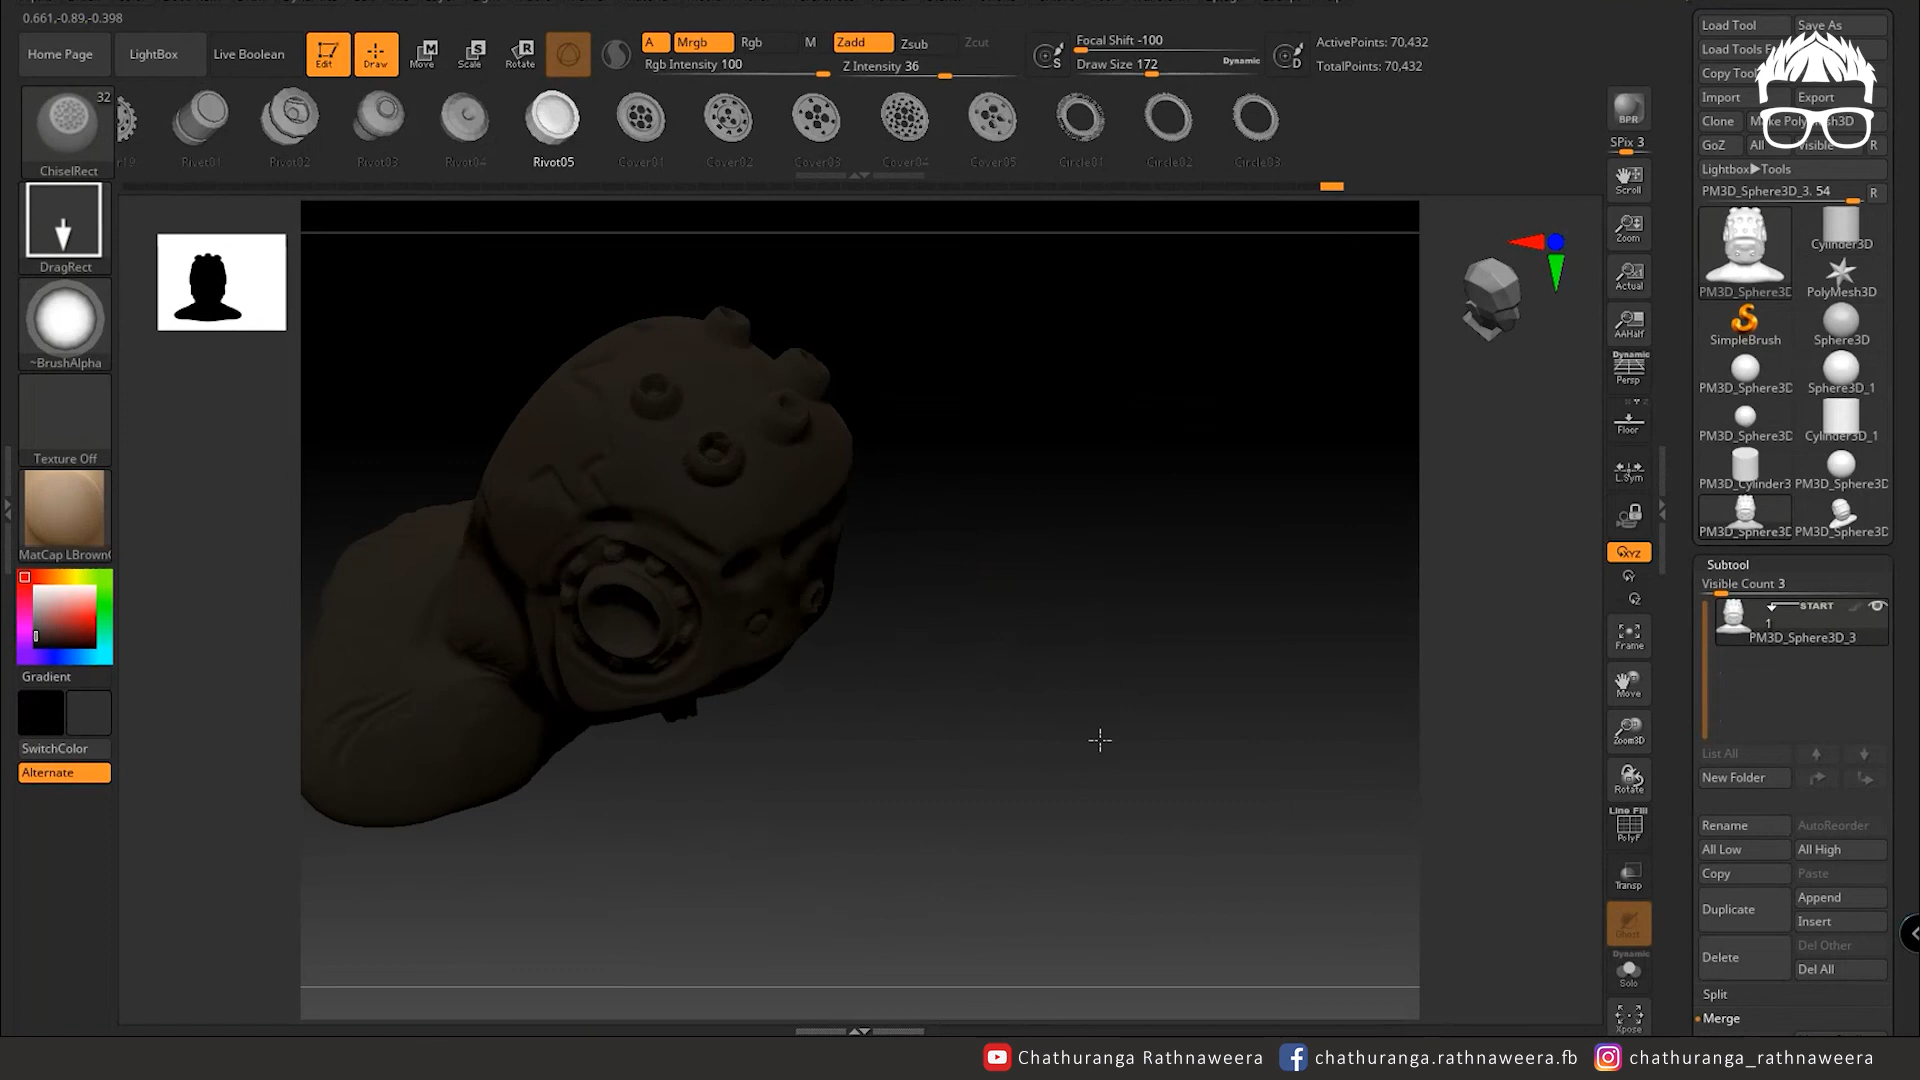 0.661,-0.89,-0.398
Home Page
LightBox
Live Boolean
Edit
Draw
Move
Scale
Rotate
A
Mrgb
Rgb
M
Rgb Intensity 100
Zadd
Zsub
Zcut
Z Intensity 36
S
Focal Shift -100
Draw Size 172
Dynamic
D
ActivePoints: 70,432
TotalPoints: 70,432
32
ChiselRect
Rivot01
Rivot02
Rivot03
Rivot04
Rivot05
Cover01
Cover02
Cover03
Cover04
Cover05
Circle01
Circle02
Circle03
DragRect
~BrushAlpha
Texture Off
MatCap LBrown
Gradient
SwitchColor
Alternate
BPR
SPix 3
Scroll
Zoom
Actual
AAHalf
Dynamic
Persp
Floor
L.Sym
XYZ
Frame
Move
Zoom3D
Rotate
Line Fill
PolyF
Transp
Ghost
Dynamic
Solo
Xpose
Load Tool
Save As
Import
Export
Clone
GoZ
All
Visible
R
Lightbox▶Tools
PM3D_Sphere3D_3. 54
R
PM3D_Sphere3D
Cylinder3D
PolyMesh3D
SimpleBrush
Sphere3D
PM3D_Sphere3D
Sphere3D_1
PM3D_Sphere3D
Cylinder3D_1
PM3D_Cylinder3
PM3D_Sphere3D
PM3D_Sphere3D
PM3D_Sphere3D
Subtool
Visible Count 3
START
1
PM3D_Sphere3D_3
List All
New Folder
Rename
AutoReorder
All Low
All High
Copy
Paste
Duplicate
Append
Insert
Delete
Del Other
Del All
Split
Merge
Chathuranga Rathnaweera
chathuranga.rathnaweera.fb
chathuranga_rathnaweera